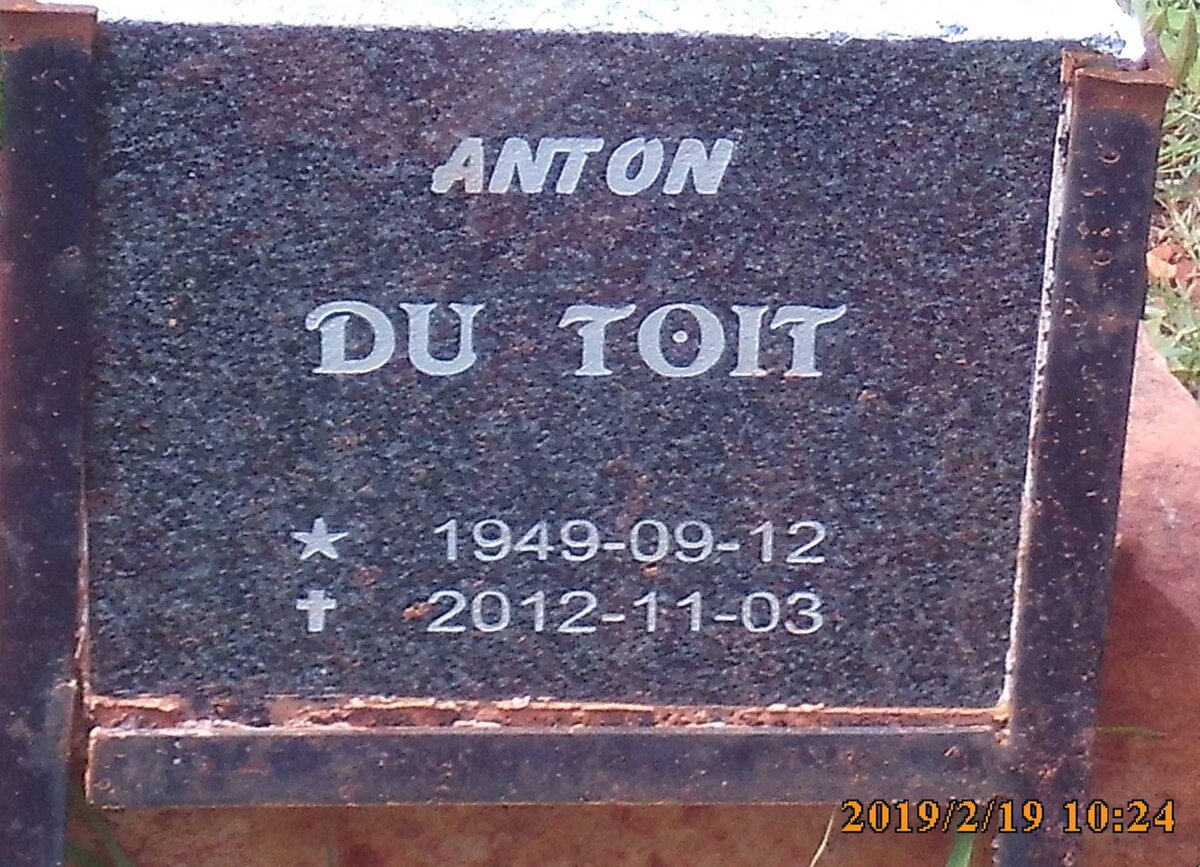 ANTON
DU TOIT
★ 1949-09-12
✝ 2012-11-03
2019/2/19 10:24